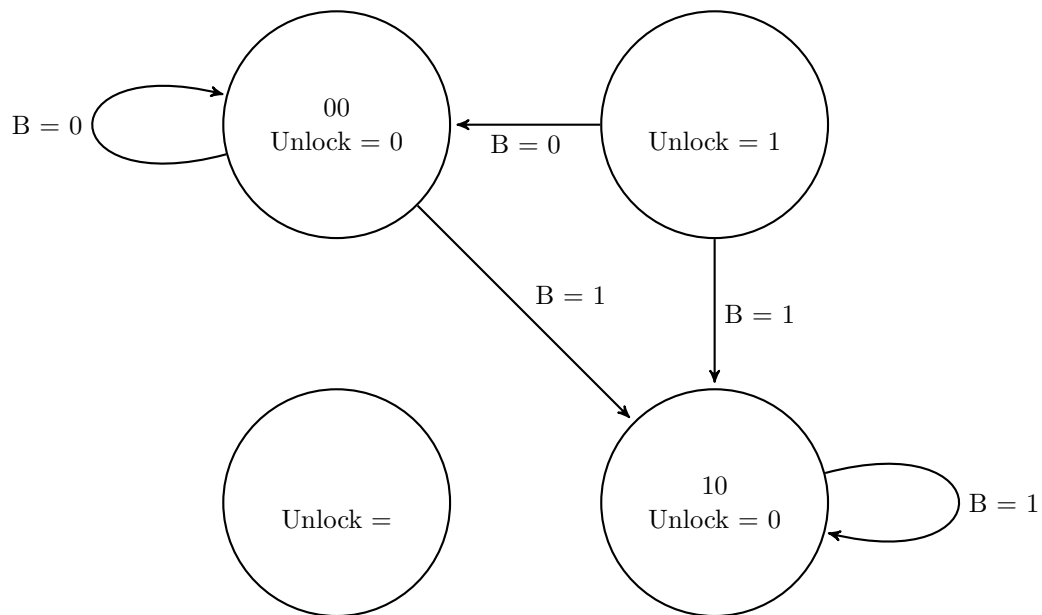 00
Unlock = 0
Unlock = 1
B = 0
B = 0
B = 1
B = 1
10
Unlock = 0
Unlock =
B = 1